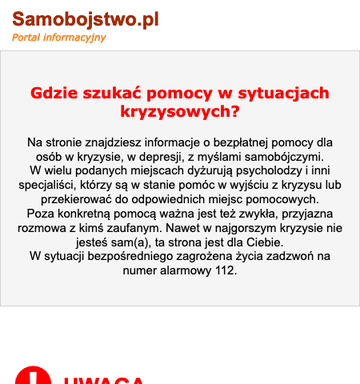 Samobojstwo.pl
Portal informacyjny
Gdzie szukać pomocy w sytuacjach
kryzysowych?
Na stronie znajdziesz informacje o bezpłatnej pomocy dla
osób w kryzysie, w depresji, z myślami samobójczymi.
W wielu podanych miejscach dyżurują psycholodzy i inni
specjaliści, którzy są w stanie pomóc w wyjściu z kryzysu lub
przekierować do odpowiednich miejsc pomocowych.
Poza konkretną pomocą ważna jest też zwykła, przyjazna
rozmowa z kimś zaufanym. Nawet w najgorszym kryzysie nie
jesteś sam(a), ta strona jest dla Ciebie.
W sytuacji bezpośredniego zagrożena życia zadzwoń na
numer alarmowy 112.
UWAGA